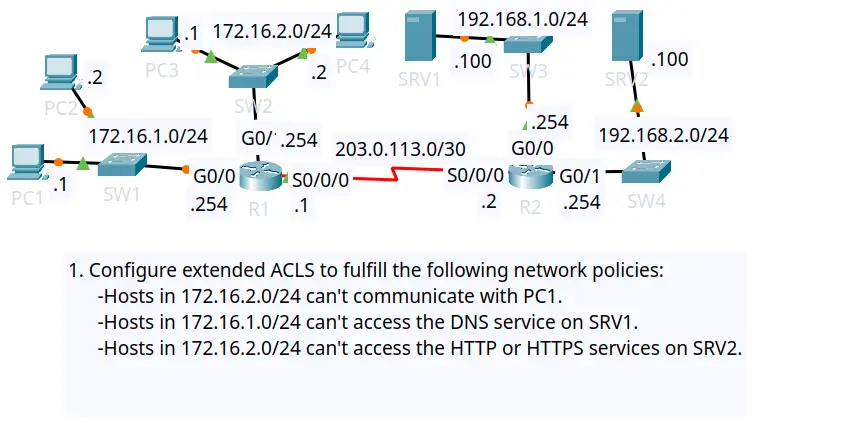 .1
172.16.2.0/24
192.168.1.0/24
PC3
PC4
.2
SW2
.100
SRV1
SW3
.100
SRV2
PC2
.2
172.16.1.0/24
G0/
.254
203.0.113.0/30
.254
G0/0
192.168.2.0/24
PC1
.1
SW1
G0/0
.254
R1
S0/0/0
.1
S0/0/0
.2
R2
G0/1
.254
SW4
1. Configure extended ACLS to fulfill the following network policies:
-Hosts in 172.16.2.0/24 can't communicate with PC1.
-Hosts in 172.16.1.0/24 can't access the DNS service on SRV1.
-Hosts in 172.16.2.0/24 can't access the HTTP or HTTPS services on SRV2.